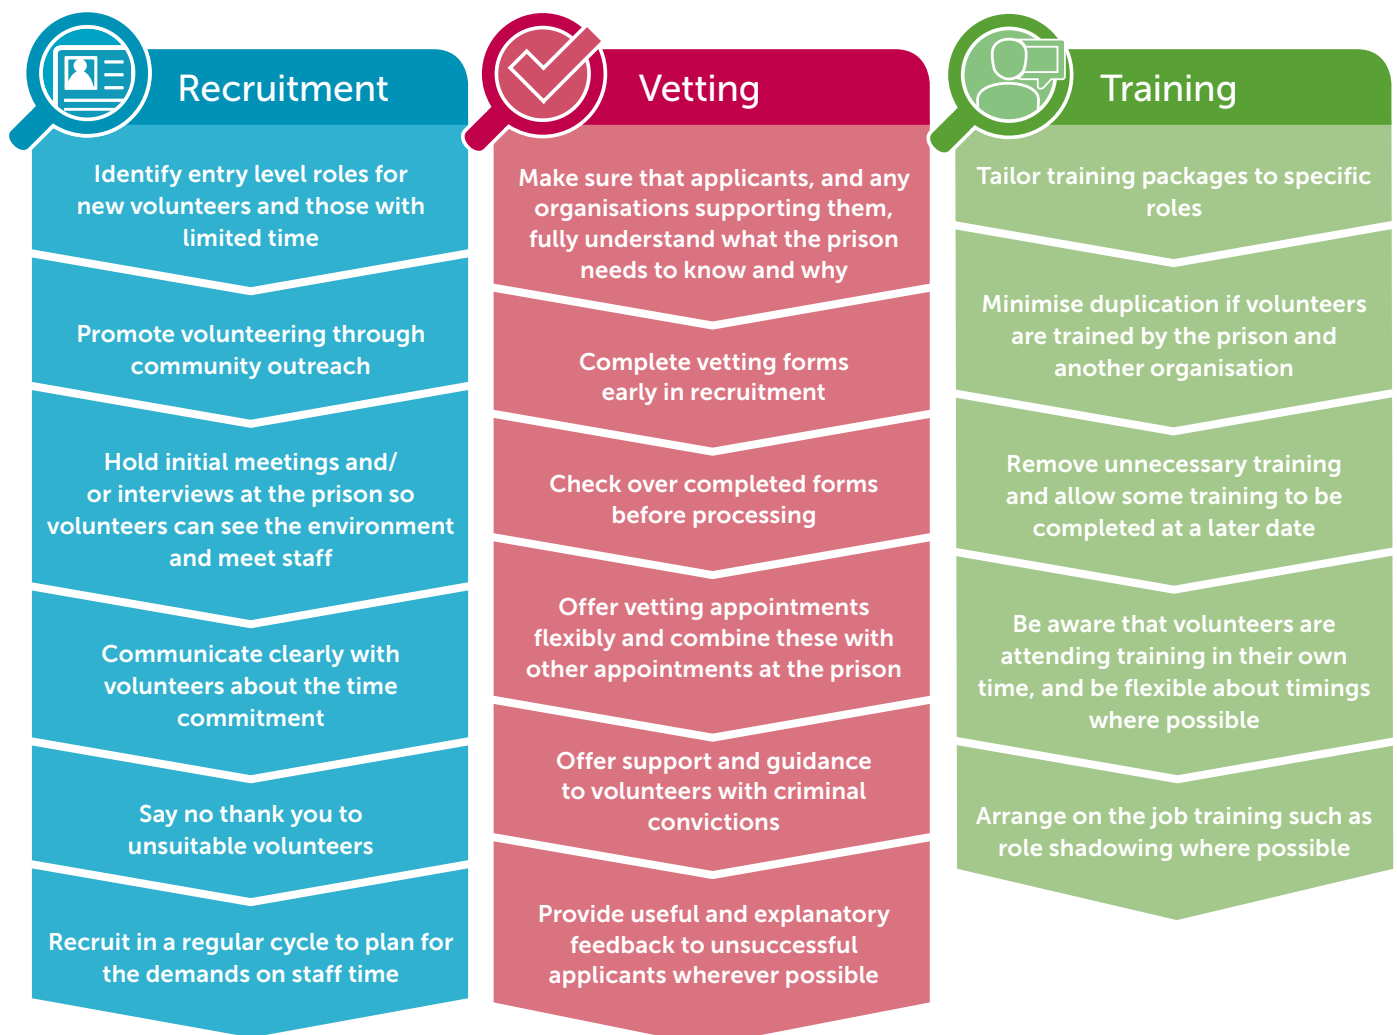 Recruitment
Identify entry level roles for
new volunteers and those with
limited time
Promote volunteering through
community outreach
Hold initial meetings and/
or interviews at the prison so
volunteers can see the environment
and meet staff
Communicate clearly with
volunteers about the time
commitment
Say no thank you to
unsuitable volunteers
Recruit in a regular cycle to plan for
the demands on staff time
Vetting
Make sure that applicants, and any
organisations supporting them,
fully understand what the prison
needs to know and why
Complete vetting forms
early in recruitment
Check over completed forms
before processing
Offer vetting appointments
flexibly and combine these with
other appointments at the prison
Offer support and guidance
to volunteers with criminal
convictions
Provide useful and explanatory
feedback to unsuccessful
applicants wherever possible
Training
Tailor training packages to specific
roles
Minimise duplication if volunteers
are trained by the prison and
another organisation
Remove unnecessary training
and allow some training to be
completed at a later date
Be aware that volunteers are
attending training in their own
time, and be flexible about timings
where possible
Arrange on the job training such as
role shadowing where possible